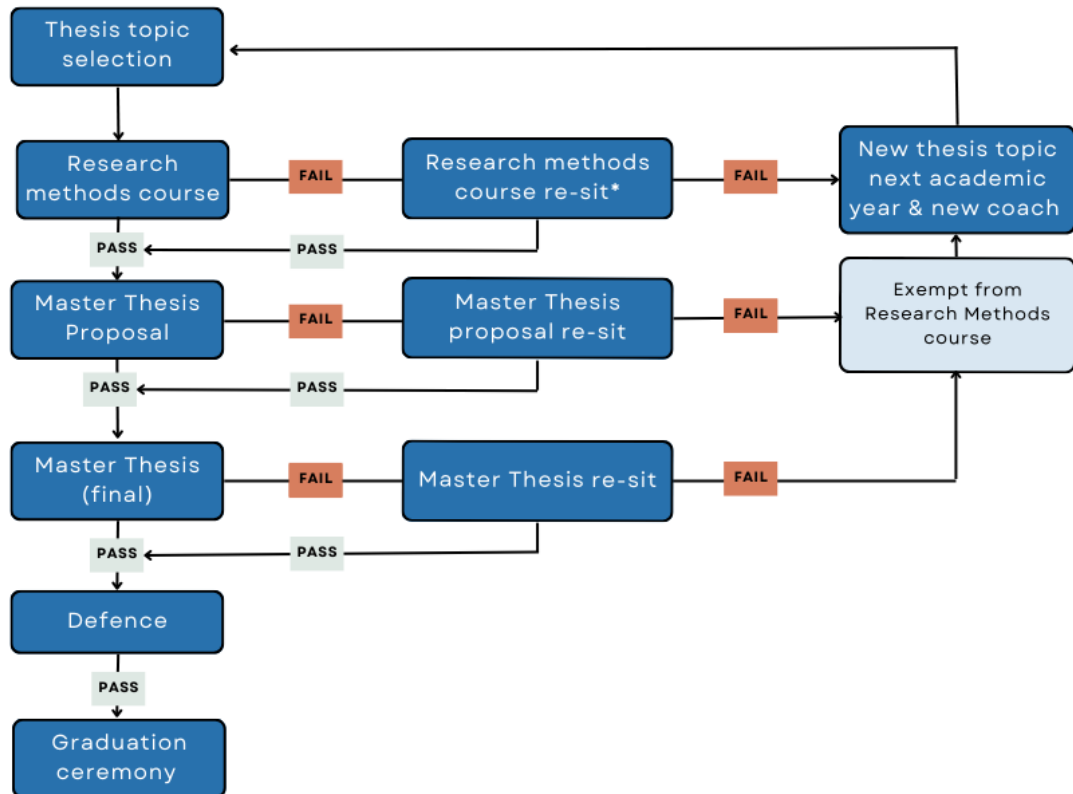 Thesis topic
selection
Research
methods course
FAIL
Research methods
course re-sit*
FAIL
New thesis topic
next academic
year & new coach
PASS
PASS
Master Thesis
Proposal
FAIL
Master Thesis
proposal re-sit
FAIL
Exempt from
Research Methods
course
PASS
PASS
Master Thesis
(final)
FAIL
Master Thesis re-sit
FAIL
PASS
PASS
Defence
PASS
Graduation
ceremony